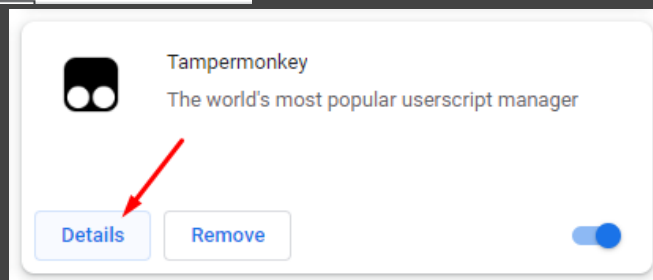 Tampermonkey
The world's most popular userscript manager
Details
Remove